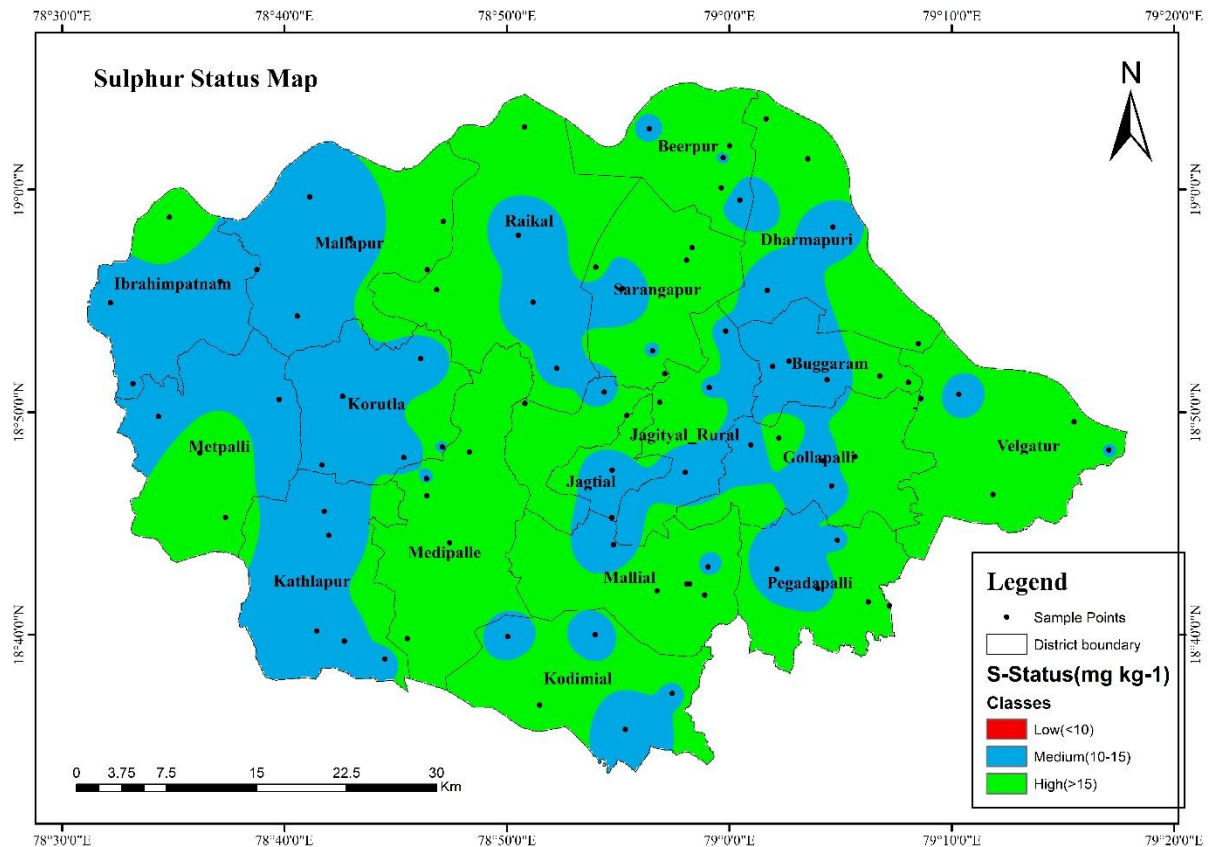 78°30'0"E 78°40'0"E 78°50'0"E 79°0'0"E 79°10'0"E 79°20'0"E
Sulphur Status Map
N
Beerpur
19°0'0"N 19°0'0"N
Raikal
Mallapur
Dharmapuri
Ibrahimpatnam
Sarangapur
Buggaram
Korutla
18°50'0"N 18°50'0"N
Jagityal_Rural
Metpalli
Velgatur
Gollapalli
Jagtial
Medipalle
Mallial
Kathlapur
Pegadapalli
18°40'0"N 18°40'0"N
Kodimial
Legend
Sample Points
District boundary
S-Status(mg kg-1)
Classes
Low(<10)
Medium(10-15)
High(>15)
0 3.75 7.5 15 22.5 30
Km
78°30'0"E 78°40'0"E 78°50'0"E 79°0'0"E 79°10'0"E 79°20'0"E